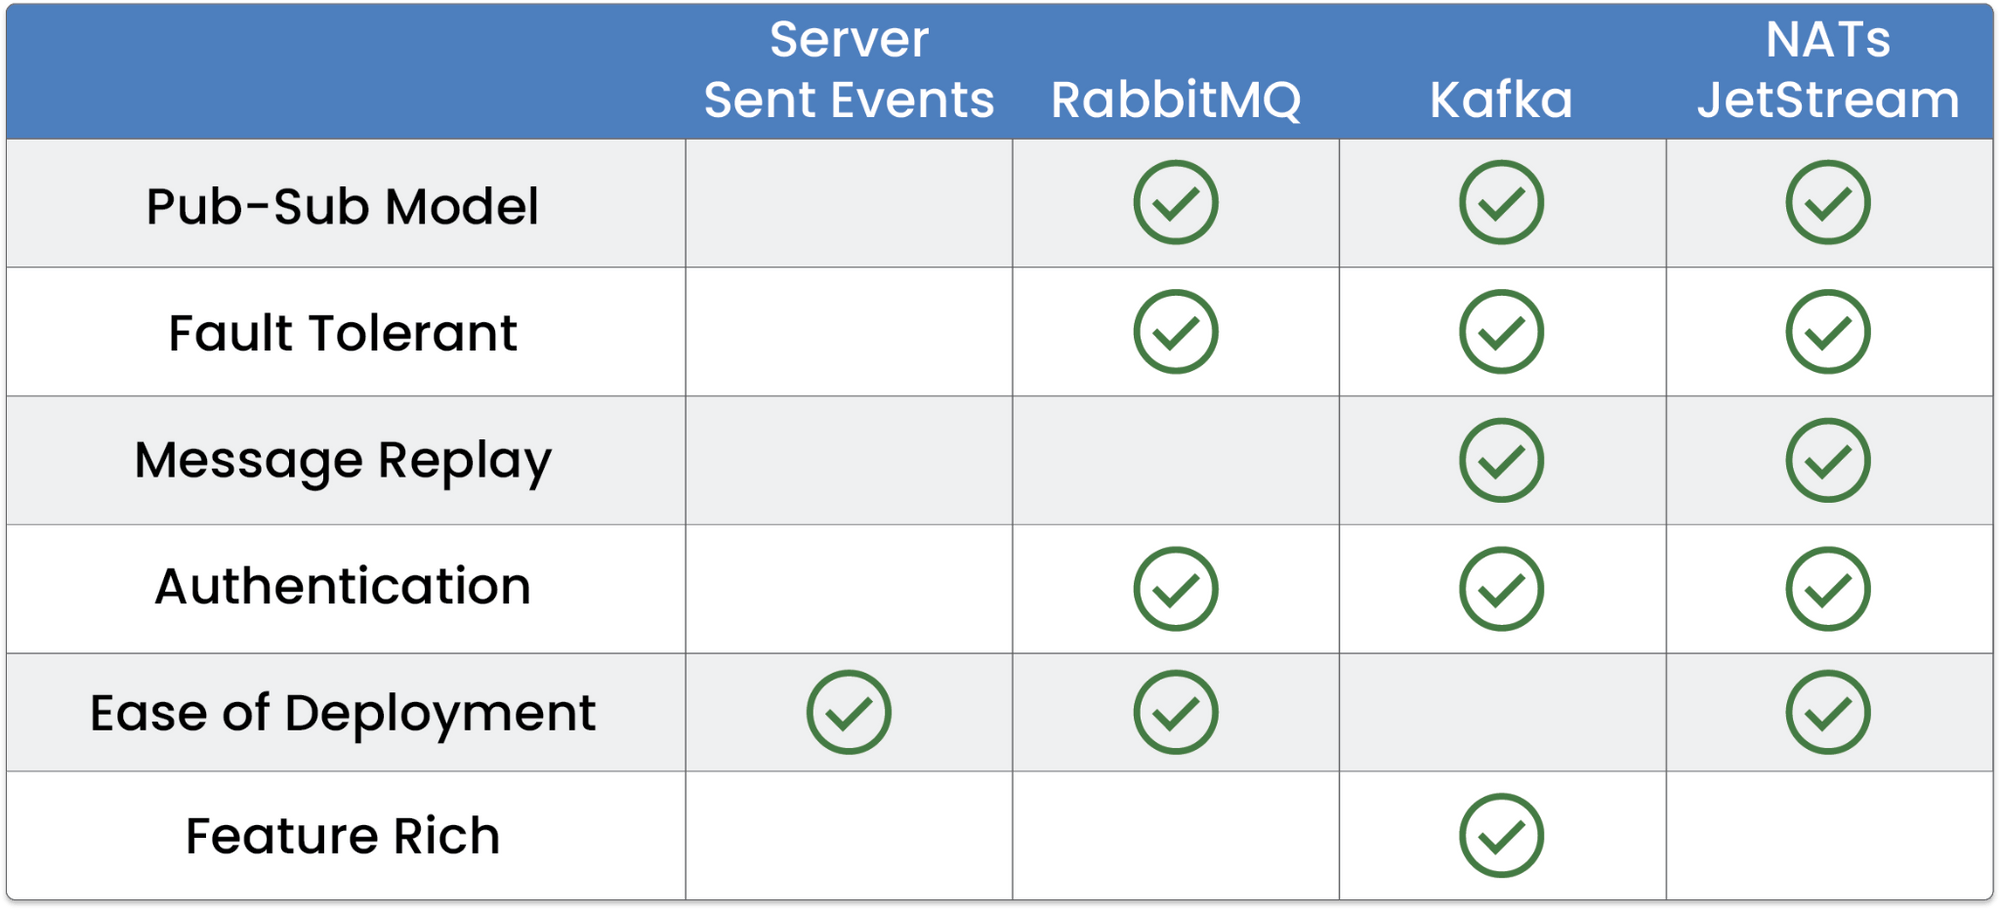 Server
Sent Events
RabbitMQ
Kafka
NATs
JetStream
Pub-Sub Model
Fault Tolerant
Message Replay
Authentication
Ease of Deployment
Feature Rich